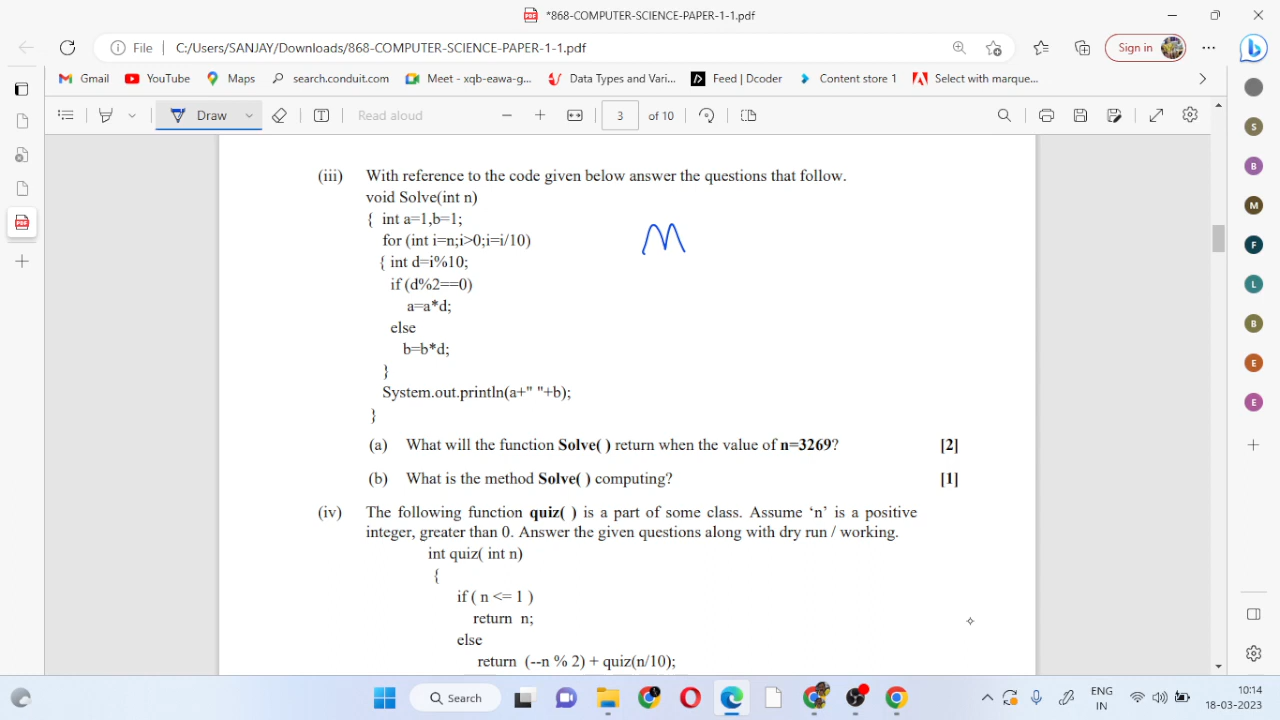 *868-COMPUTER-SCIENCE-PAPER-1-1.pdf
File | C:/Users/SANJAY/Downloads/868-COMPUTER-SCIENCE-PAPER-1-1.pdf
Sign in
Gmail YouTube Maps search.conduit.com Meet - xqb-eawa-g... Data Types and Vari... Feed | Dcoder Content store 1 Select with marque...
Draw Read aloud 3 of 10
S
B
M
F
L
B
E
E
(iii) With reference to the code given below answer the questions that follow.
void Solve(int n)
{ int a=1,b=1;
for (int i=n;i>0;i=i/10)
{ int d=i%10;
if (d%2==0)
a=a*d;
else
b=b*d;
}
System.out.println(a+" "+b);
}
(a) What will the function Solve( ) return when the value of n=3269? [2]
(b) What is the method Solve( ) computing? [1]
(iv) The following function quiz( ) is a part of some class. Assume ‘n’ is a positive
integer, greater than 0. Answer the given questions along with dry run / working.
int quiz( int n)
{
if ( n <= 1 )
return n;
else
return (--n % 2) + quiz(n/10);
Search
ENG
IN
10:14
18-03-2023